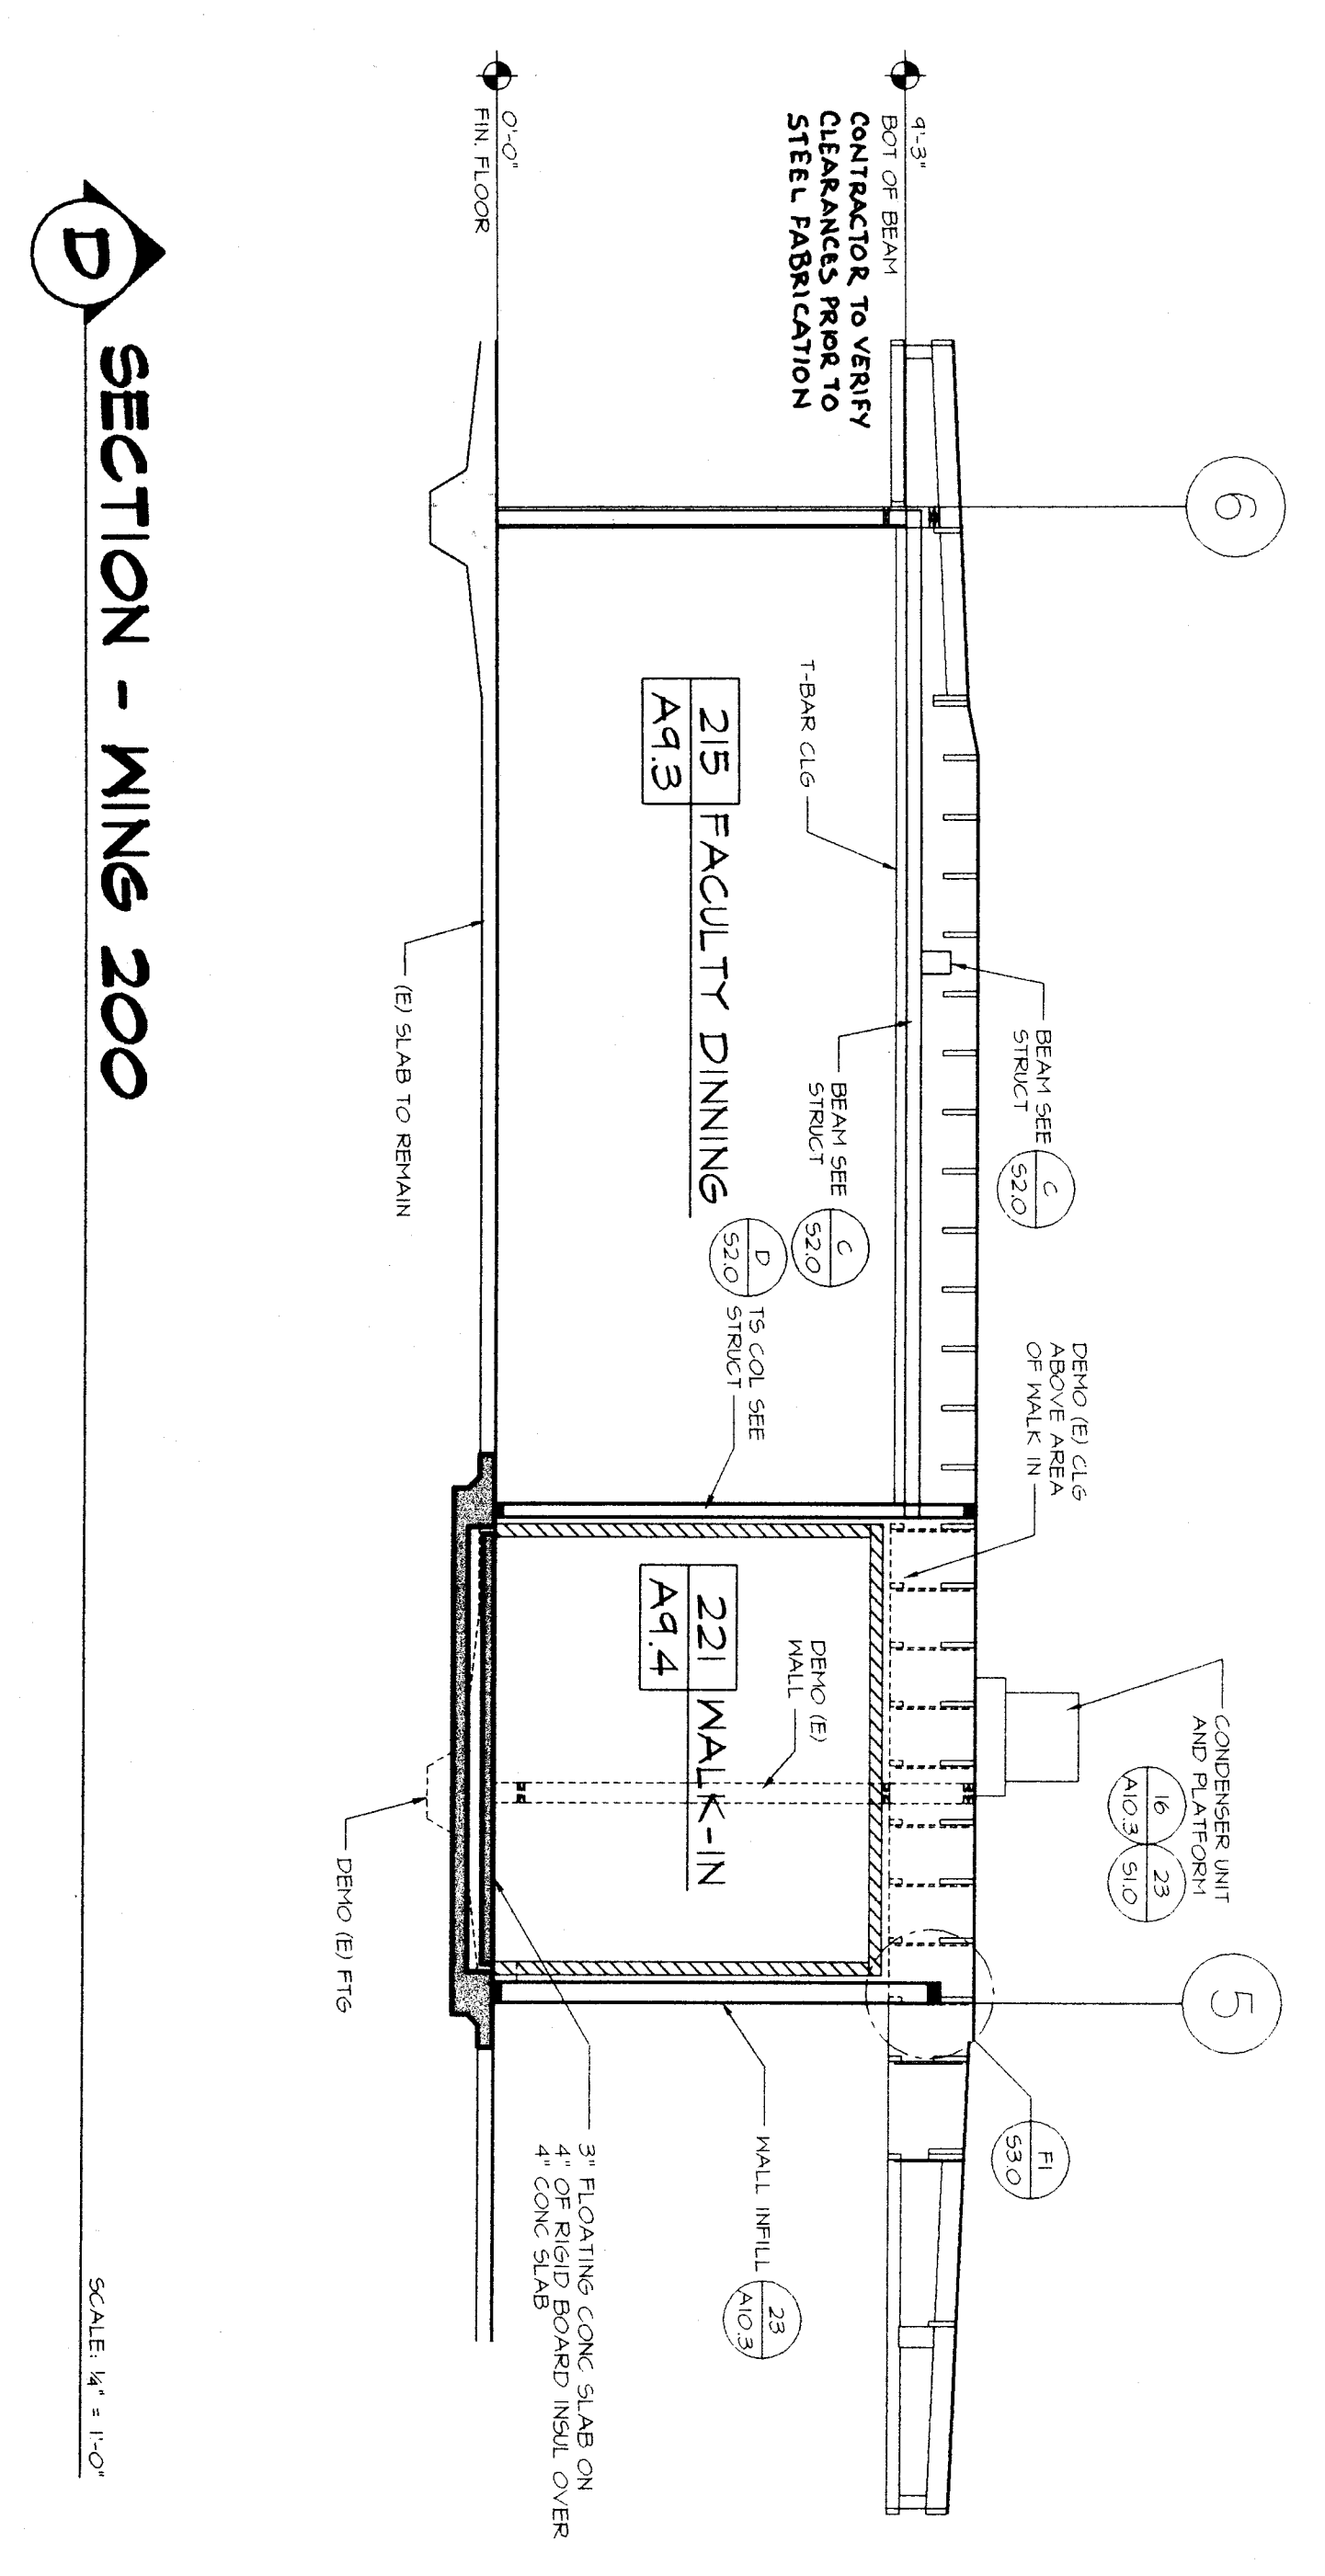 6
5
CONDENSER UNIT
AND PLATFORM
16
A10.3
23
S1.0
DEMO (E) CLG
ABOVE AREA
OF WALK IN
BEAM SEE
STRUCT
C
S2.0
F1
S3.0
9'-3"
BOT OF BEAM
CONTRACTOR TO VERIFY
CLEARANCES PRIOR TO
STEEL FABRICATION
T-BAR CLG
BEAM SEE
STRUCT
C
S2.0
TS COL SEE
STRUCT
D
S2.0
DEMO (E)
WALL
WALL INFILL
23
A10.3
215 FACULTY DINNING
A9.3
221 WALK-IN
A9.4
3" FLOATING CONC SLAB ON
4" OF RIGID BOARD INSUL OVER
4" CONC SLAB
0'-0"
FIN. FLOOR
(E) SLAB TO REMAIN
DEMO (E) FTG
D
SECTION - WING 200
SCALE: 1/4" = 1'-0"